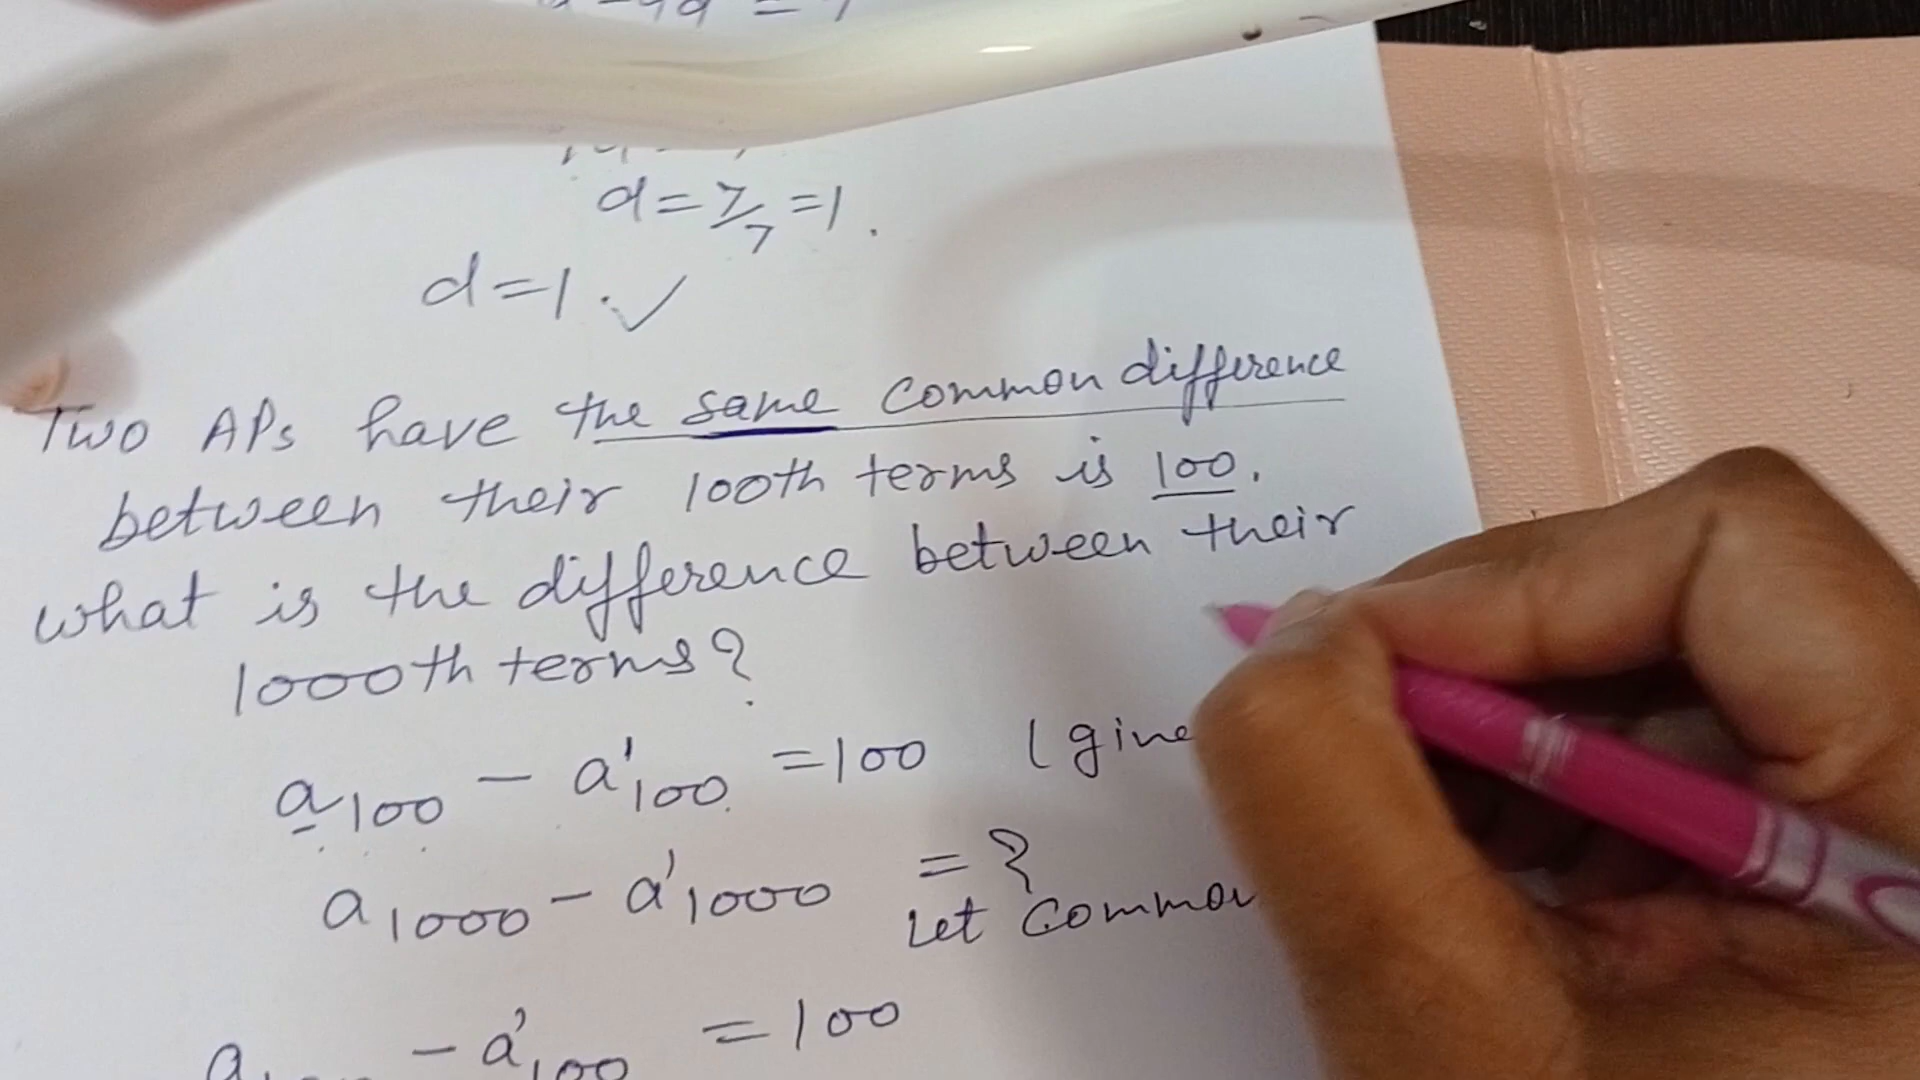 d = 7/7 = 1.
d = 1. ✓
Two APs have the same common difference
between their 100th terms is 100.
what is the difference between their
1000th terms?
a100 - a'100 = 100 (give
a1000 - a'1000 = ?
Let Common
- a'100 = 100